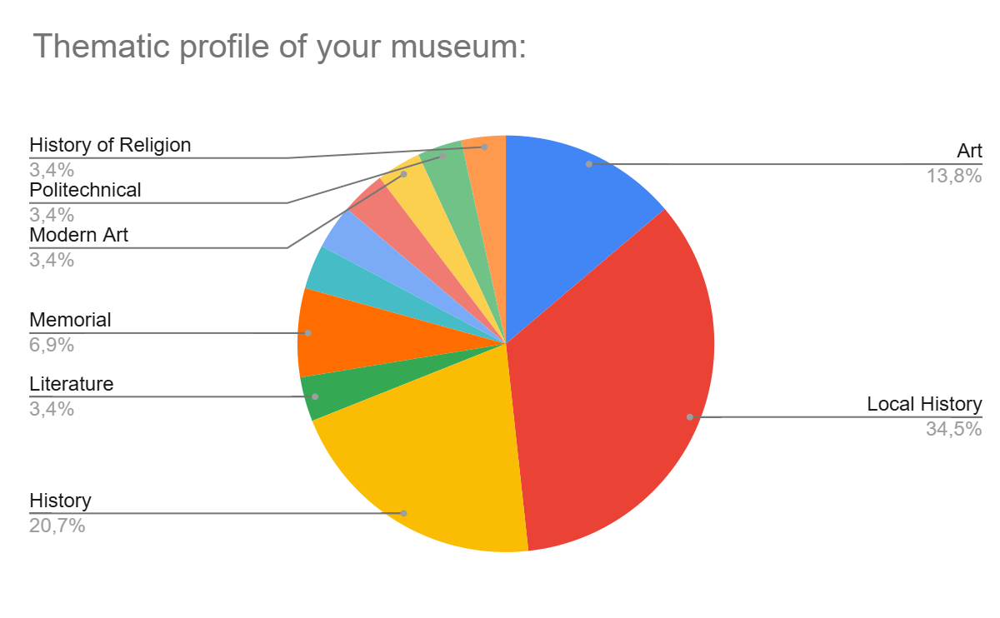 Thematic profile of your museum:
History of Religion
3,4%
Politechnical
3,4%
Modern Art
3,4%
Memorial
6,9%
Literature
3,4%
History
20,7%
Art
13,8%
Local History
34,5%